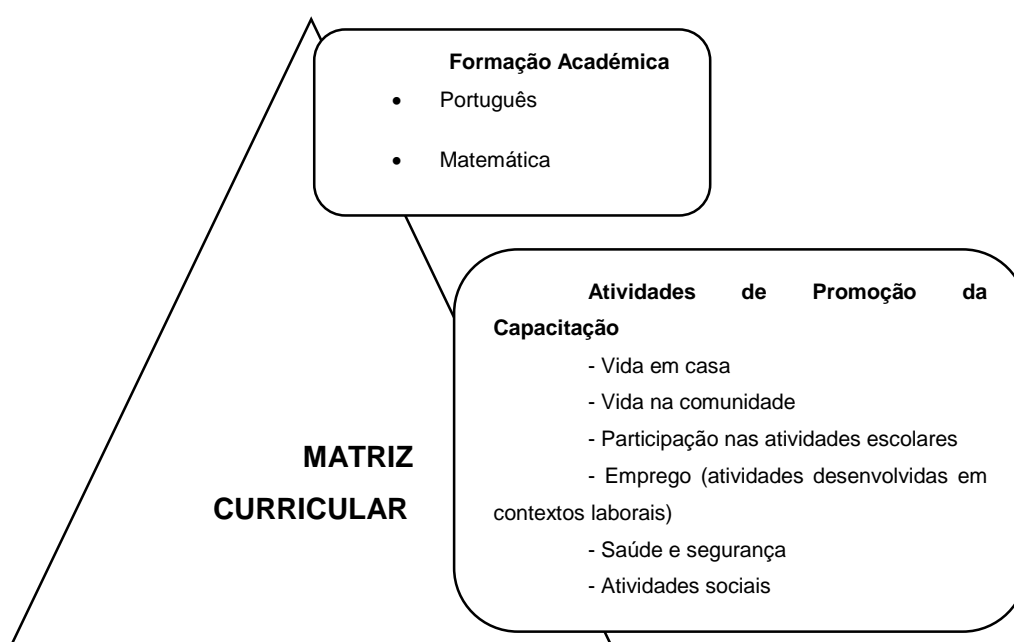 Formação Académica
• Português
• Matemática
Atividades de Promoção da
Capacitação
- Vida em casa
- Vida na comunidade
- Participação nas atividades escolares
- Emprego (atividades desenvolvidas em
contextos laborais)
- Saúde e segurança
- Atividades sociais
MATRIZ
CURRICULAR